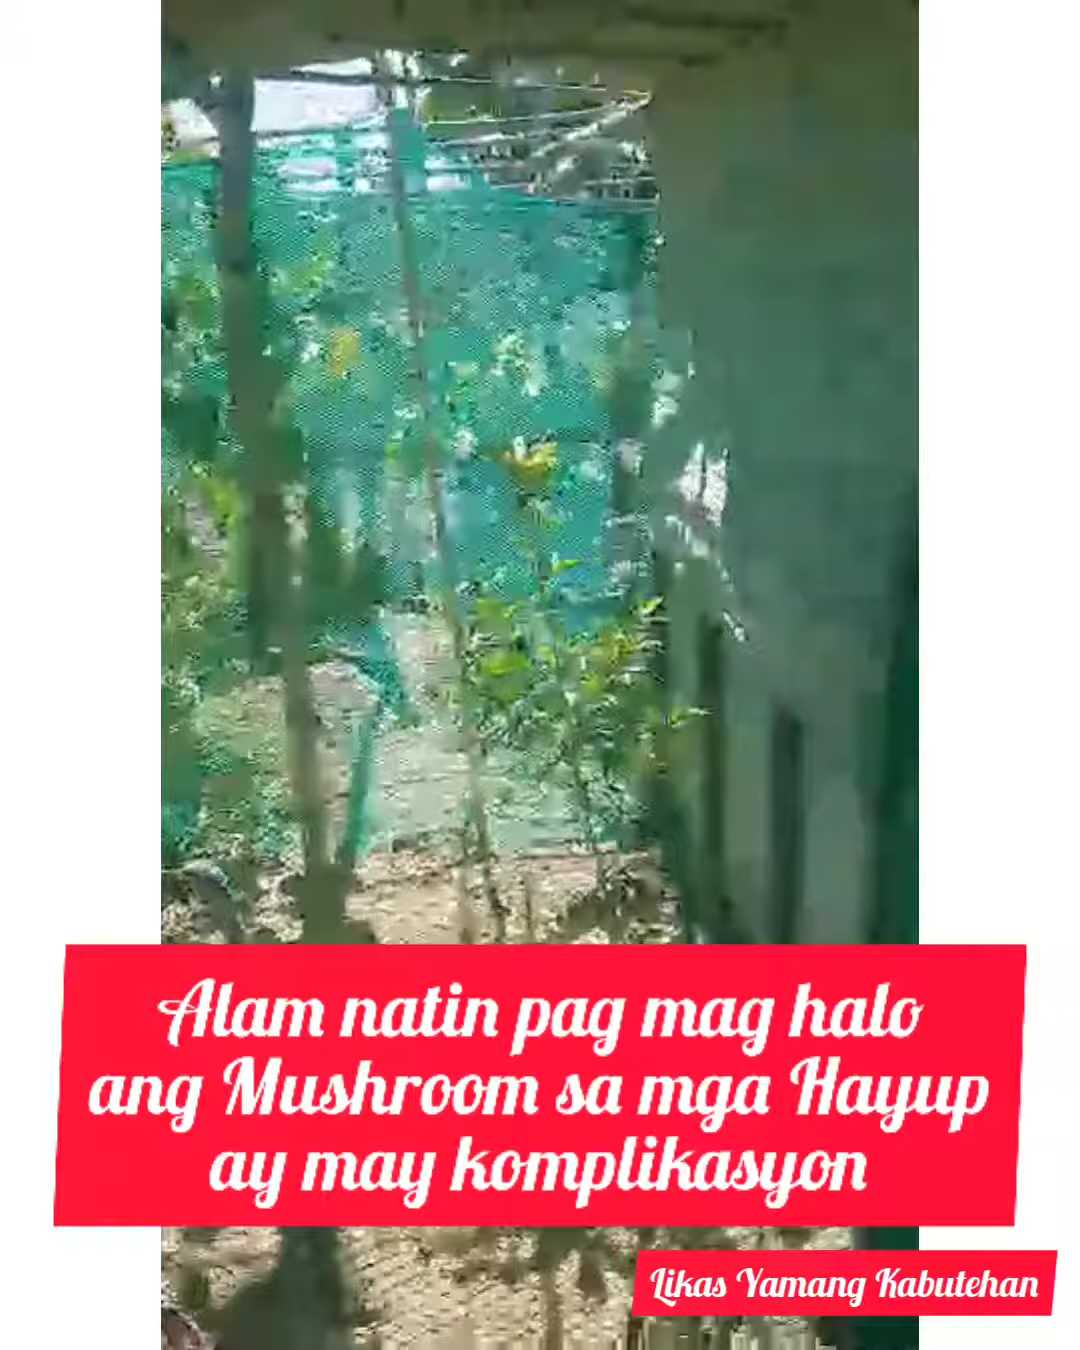 Alam natin pag mag halo
ang Mushroom sa mga Hayup
ay may komplikasyon
Likas Yamang Kabutehan